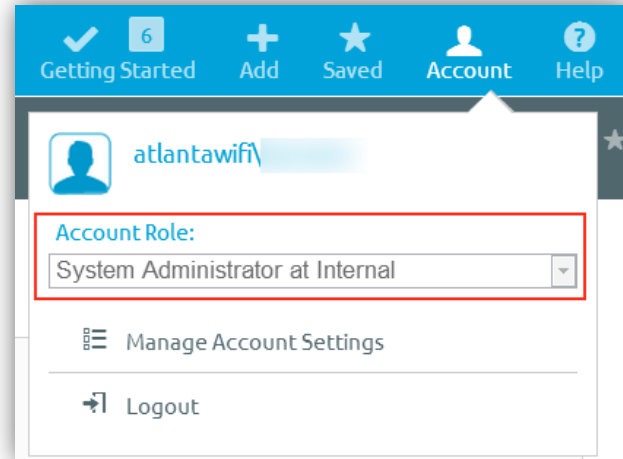 6
Getting Started Add Saved Account Help
atlantawifi\
Account Role:
System Administrator at Internal
Manage Account Settings
Logout